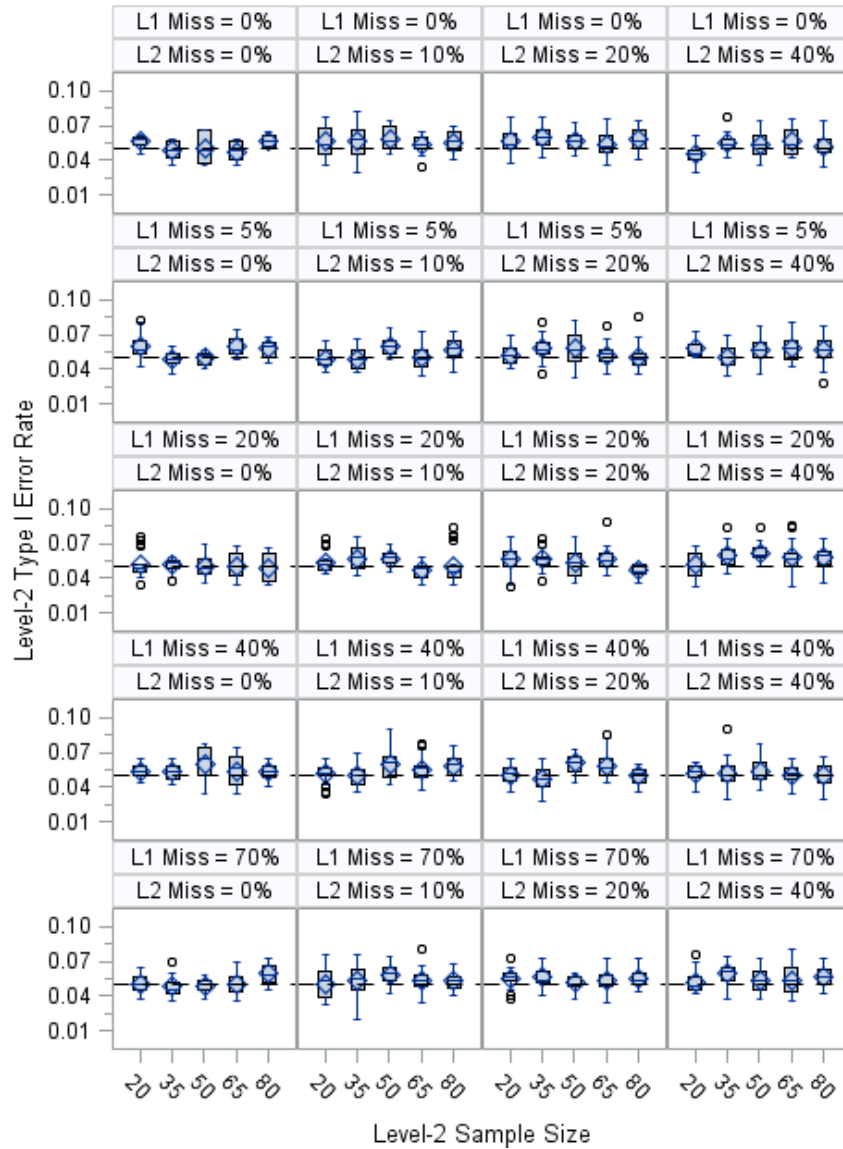 L1 Miss = 0% L1 Miss = 0% L1 Miss = 0% L1 Miss = 0%
L2 Miss = 0% L2 Miss = 10% L2 Miss = 20% L2 Miss = 40%
0.10
0.07
0.04
0.01
L1 Miss = 5% L1 Miss = 5% L1 Miss = 5% L1 Miss = 5%
L2 Miss = 0% L2 Miss = 10% L2 Miss = 20% L2 Miss = 40%
0.10
0.07
0.04
0.01
L1 Miss = 20% L1 Miss = 20% L1 Miss = 20% L1 Miss = 20%
L2 Miss = 0% L2 Miss = 10% L2 Miss = 20% L2 Miss = 40%
0.10
0.07
0.04
0.01
L1 Miss = 40% L1 Miss = 40% L1 Miss = 40% L1 Miss = 40%
L2 Miss = 0% L2 Miss = 10% L2 Miss = 20% L2 Miss = 40%
0.10
0.07
0.04
0.01
L1 Miss = 70% L1 Miss = 70% L1 Miss = 70% L1 Miss = 70%
L2 Miss = 0% L2 Miss = 10% L2 Miss = 20% L2 Miss = 40%
0.10
0.07
0.04
0.01
20 35 50 65 80 20 35 50 65 80 20 35 50 65 80 20 35 50 65 80
Level-2 Sample Size
Level-2 Type I Error Rate